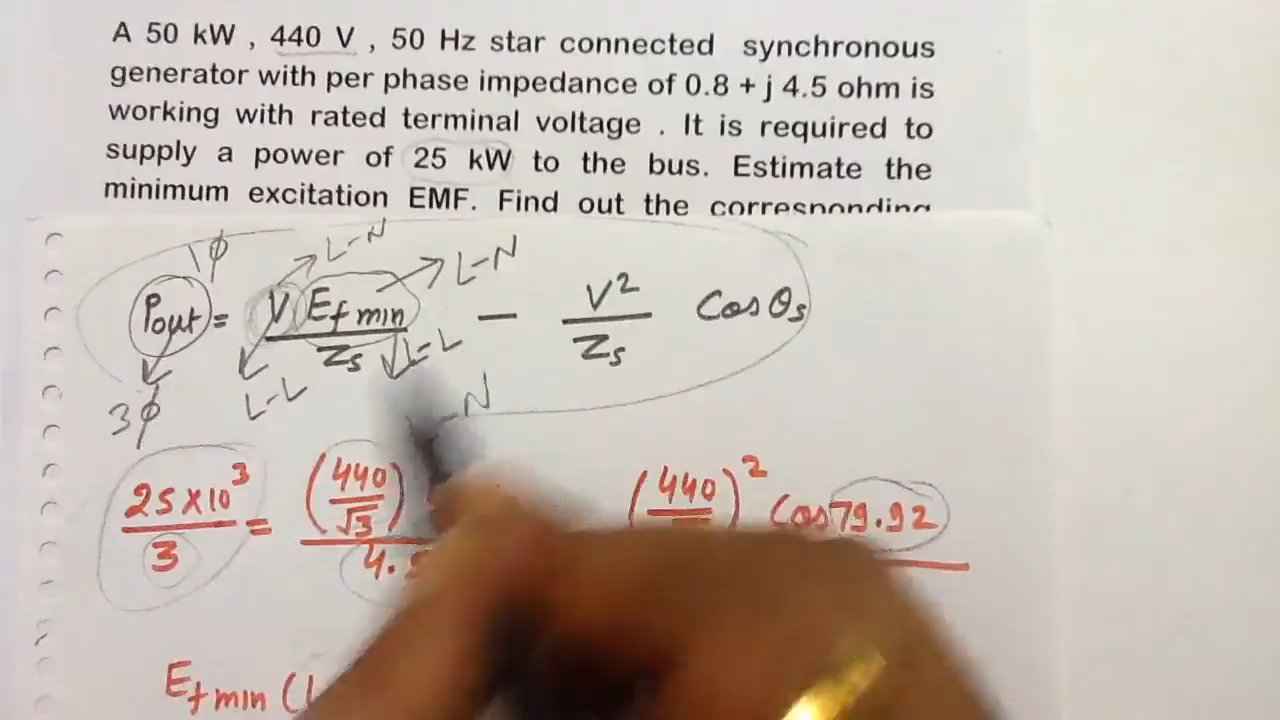 A 50 kW , 440 V , 50 Hz star connected synchronous
generator with per phase impedance of 0.8 + j 4.5 ohm is
working with rated terminal voltage . It is required to
supply a power of 25 kW to the bus. Estimate the
minimum excitation EMF. Find out the corresponding
1ϕ L-N L-N
Pout = V Ef min / Zs - V² / Zs Cos θs
3ϕ L-L L-L
-N
25×10³ / 3 = (440/√3) / 4. (440 )² Cos 79.92
Ef min (